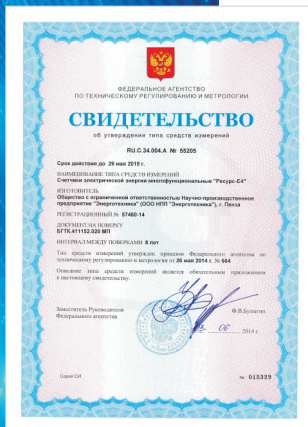 ФЕДЕРАЛЬНОЕ АГЕНТСТВО
ПО ТЕХНИЧЕСКОМУ РЕГУЛИРОВАНИЮ И МЕТРОЛОГИИ
СВИДЕТЕЛЬСТВО
об утверждении типа средств измерений
RU.C.34.004.A № 55205
Срок действия до 26 мая 2019 г.
НАИМЕНОВАНИЕ ТИПА СРЕДСТВ ИЗМЕРЕНИЙ
Счетчики электрической энергии многофункциональные "Ресурс-Е4"
ИЗГОТОВИТЕЛЬ
Общество с ограниченной ответственностью Научно-производственное
предприятие "Энерготехника" (ООО НПП "Энерготехника"), г. Пенза
РЕГИСТРАЦИОННЫЙ № 57460-14
ДОКУМЕНТ НА ПОВЕРКУ
БГТК.411152.020 МП
ИНТЕРВАЛ МЕЖДУ ПОВЕРКАМИ 8 лет
Тип средств измерений утвержден приказом Федерального агентства по
техническому регулированию и метрологии от 26 мая 2014 г. № 604
Описание типа средств измерений является обязательным приложением
к настоящему свидетельству.
Заместитель Руководителя
Федерального агентства
Ф.В.Булыгин
06 2014 г.
Серия СИ
№ 015329